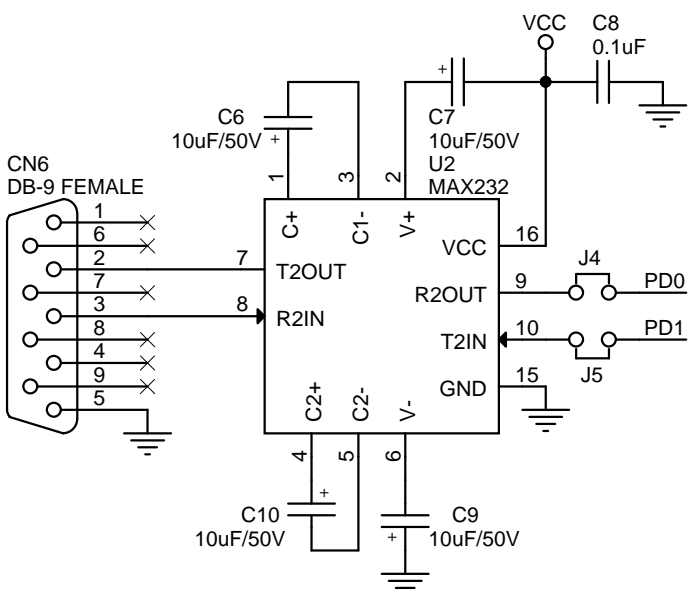 VCC
C8
0.1uF
+
C6
10uF/50V
+
C7
10uF/50V
U2
MAX232
CN6
DB-9 FEMALE
1
3
2
C+
C1-
V+
1
6
2
7
3
8
4
9
5
7
T2OUT
8
R2IN
VCC
16
R2OUT
9
J4
PD0
T2IN
10
PD1
J5
GND
15
C2+
C2-
V-
4
5
6
C10
10uF/50V
+
C9
10uF/50V
+